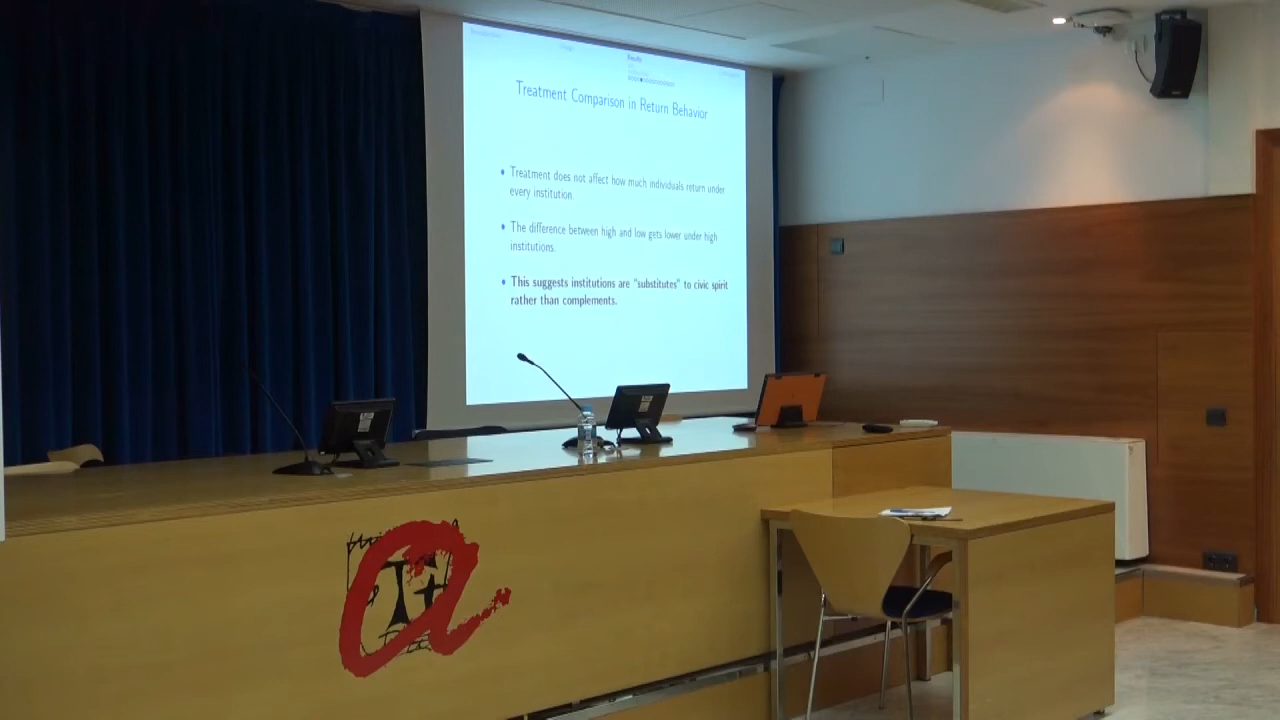 Results
Treatment Comparison in Return Behavior
• Treatment does not affect how much individuals return under
every institution.
• The difference between high and low gets lower under high
institutions.
• This suggests institutions are “substitutes” to civic spirit
rather than complements.